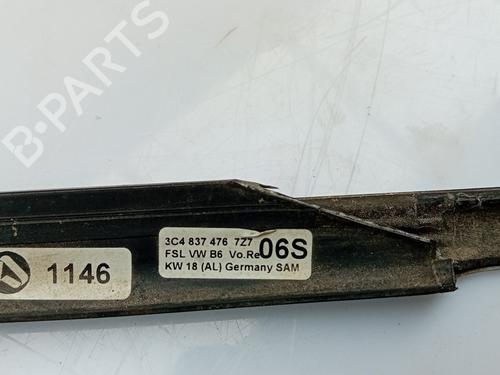 B-PARTS
3C4 837 476 7Z7
FSL VW B6 Vo.Re
06S
KW 18 (AL) Germany SAM
1146